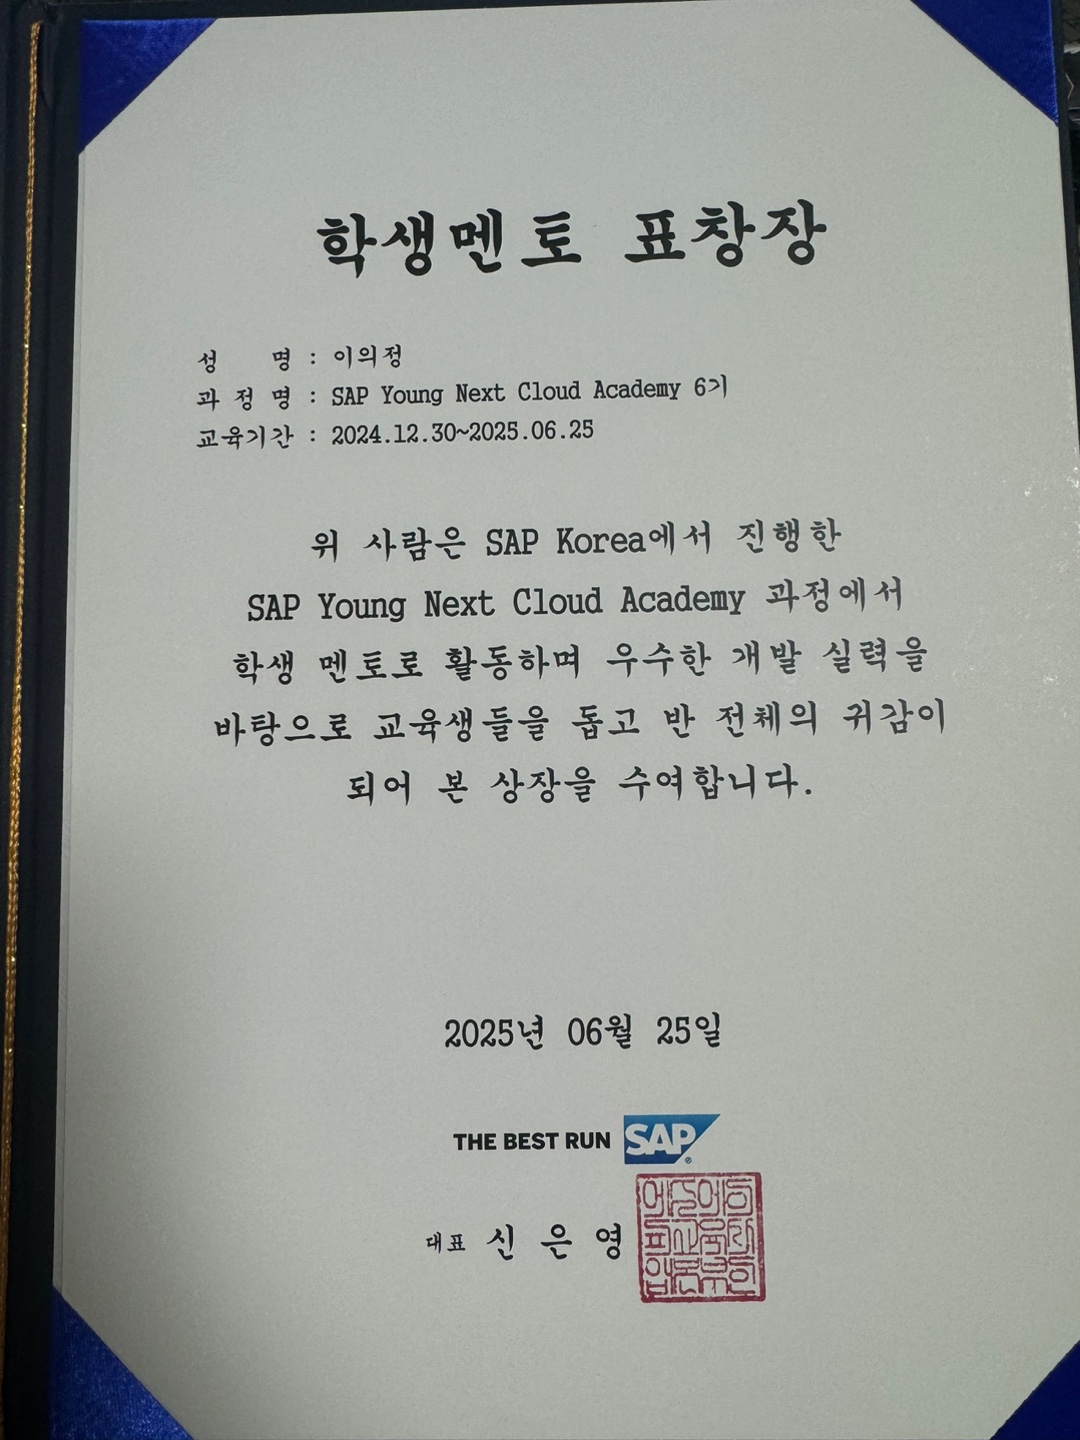 학생멘토 표창장
성 명 : 이의정
과 정 명 : SAP Young Next Cloud Academy 6기
교육기간 : 2024.12.30~2025.06.25
위 사람은 SAP Korea에서 진행한
SAP Young Next Cloud Academy 과정에서
학생 멘토로 활동하며 우수한 개발 실력을
바탕으로 교육생들을 돕고 반 전체의 귀감이
되어 본 상장을 수여합니다.
2025년 06월 25일
THE BEST RUN SAP®
대표 신 은 영